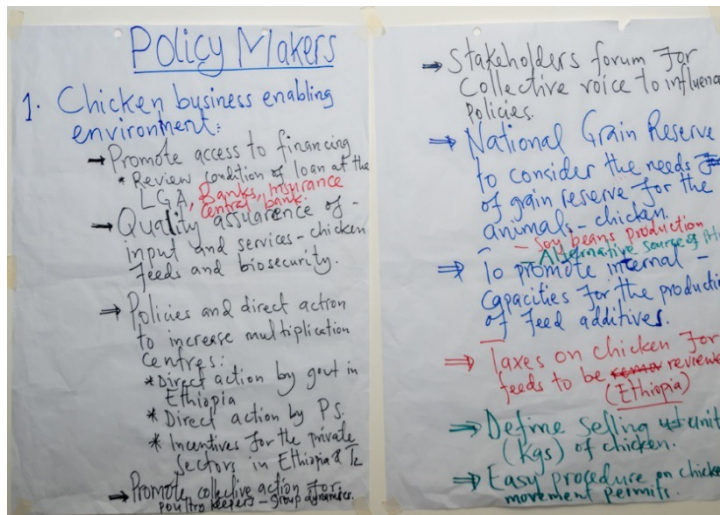 Policy Makers
1. Chicken business enabling
environment:
→ Promote access to financing
* Review condition of loan at the
LGA, Banks, insurance
central bank.
→ Quality assurance of -
input and services - chicken
feeds and biosecurity.
⇒ Policies and direct action
to increase multiplication
centres:
* Direct action by govt in
Ethiopia
* Direct action by PS.
* Incentives for the private
sectors in Ethiopia & Tz
→ Promote collective action for
poultry keepers - group dynamics.
⇒ Stakeholders forum for
collective voice to influenc
policies.
⇒ National Grain Reserve
to consider the needs
of grain reserve for the
animals - chicken.
- Soy beans production
- Alternative source of
⇒ To promote internal -
capacities for the productio
of feed additives.
⇒ Taxes on chicken for
feeds to be reviewe
(Ethiopia)
⇒ Define selling unit
(kgs) of chicken.
⇒ Easy procedure on chicke
movement permits.